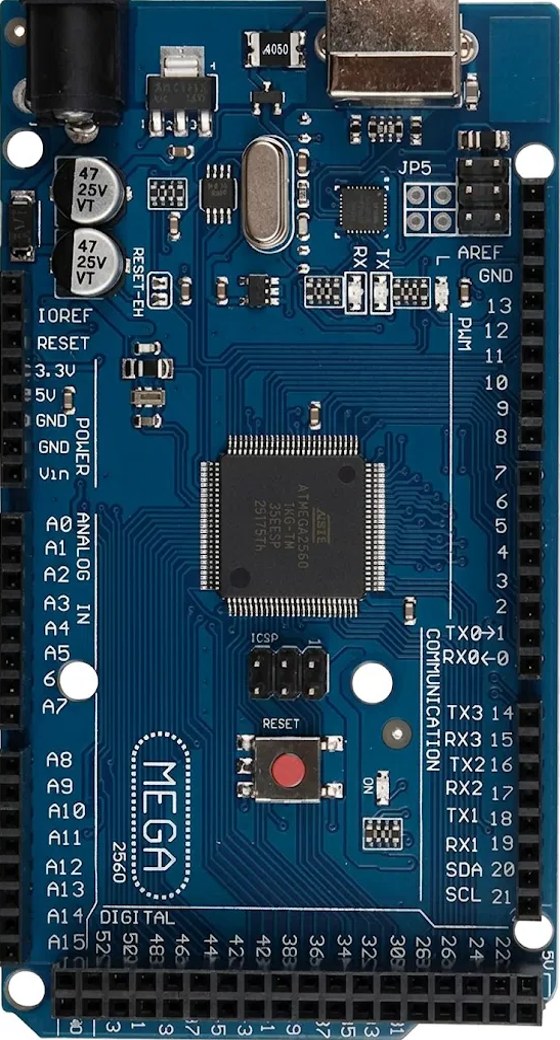 4050
47
25V
VT
47
25V
VT
JP5
RESET-EN
RX
TX
L
AREF
GND
13
12
11
10
9
8
PWM
7
6
5
4
3
2
TX0→1
RX0←0
COMMUNICATION
TX3 14
RX3 15
TX2 16
RX2 17
TX1 18
RX1 19
SDA 20
SCL 21
IOREF
RESET
3.3V
5V
GND
GND
Vin
POWER
A0
A1
A2
A3
A4
A5
6
A7
ANALOG IN
A8
A9
A10
A11
A12
A13
A14
A15
ATMEGA2560
35EESP
ICSP
1
RESET
ON
MEGA
2560
DIGITAL
52 50 48 46 44 42 40 38 36 34 32 30 28 26 24 22
5V